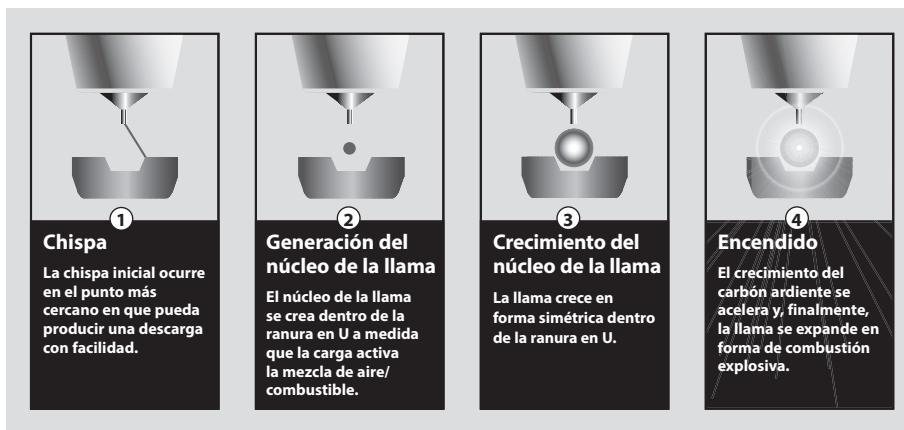 1
Chispa
La chispa inicial ocurre
en el punto más
cercano en que pueda
producir una descarga
con facilidad.
2
Generación del
núcleo de la llama
El núcleo de la llama
se crea dentro de la
ranura en U a medida
que la carga activa
la mezcla de aire/
combustible.
3
Crecimiento del
núcleo de la llama
La llama crece en
forma simétrica dentro
de la ranura en U.
4
Encendido
El crecimiento del
carbón ardiente se
acelera y, finalmente,
la llama se expande en
forma de combustión
explosiva.